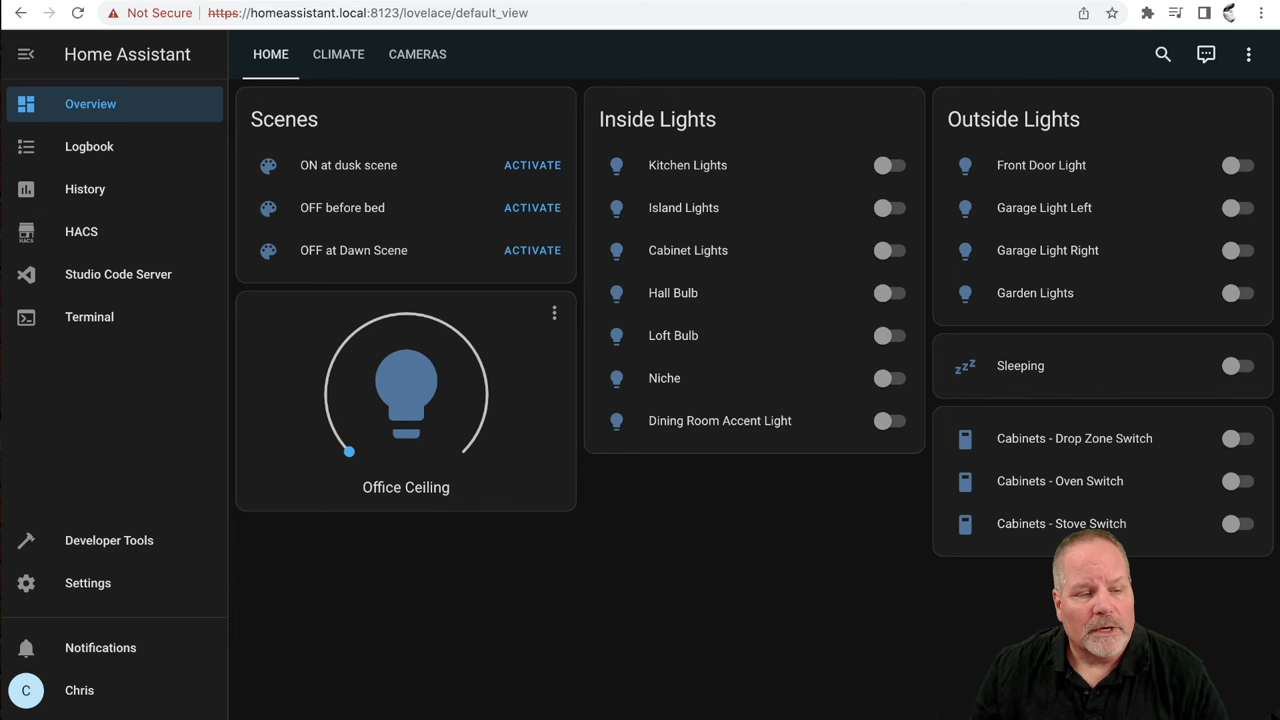 Not Secure
https://homeassistant.local:8123/lovelace/default_view
Home Assistant
HOME
CLIMATE
CAMERAS
Overview
Logbook
History
HACS
HACS
Studio Code Server
Terminal
Developer Tools
Settings
Notifications
C
Chris
Scenes
ON at dusk scene
ACTIVATE
OFF before bed
ACTIVATE
OFF at Dawn Scene
ACTIVATE
Office Ceiling
Inside Lights
Kitchen Lights
Island Lights
Cabinet Lights
Hall Bulb
Loft Bulb
Niche
Dining Room Accent Light
Outside Lights
Front Door Light
Garage Light Left
Garage Light Right
Garden Lights
zzz
Sleeping
Cabinets - Drop Zone Switch
Cabinets - Oven Switch
Cabinets - Stove Switch